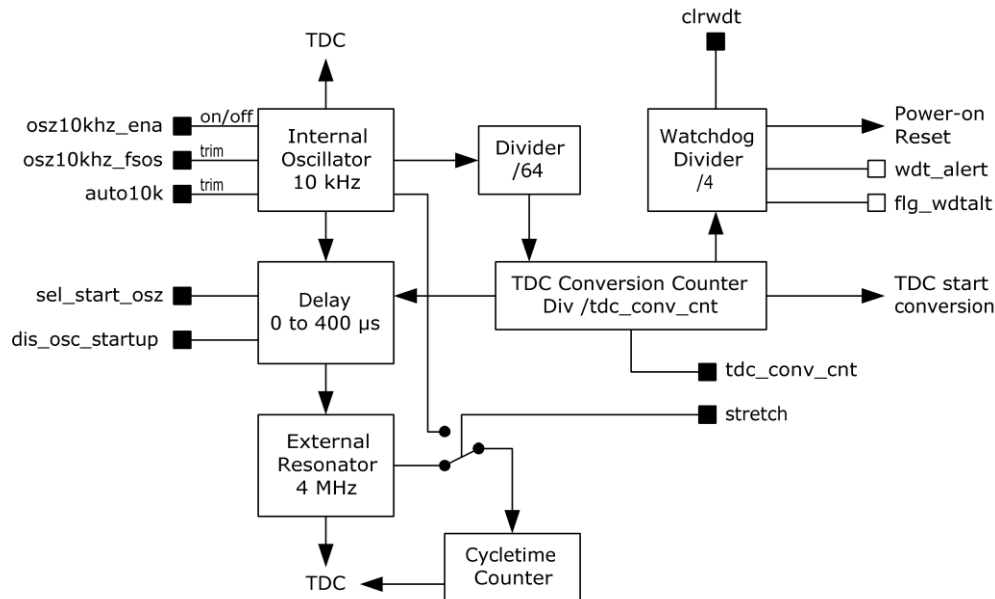 clrwdt
TDC
osz10khz_ena
on/off
Internal
Oscillator
10 kHz
osz10khz_fsos
trim
auto10k
trim
Divider
/64
Watchdog
Divider
/4
Power-on
Reset
wdt_alert
flg_wdtalt
sel_start_osz
dis_osc_startup
Delay
0 to 400 µs
TDC Conversion Counter
Div /tdc_conv_cnt
TDC start
conversion
tdc_conv_cnt
stretch
External
Resonator
4 MHz
TDC
Cycletime
Counter